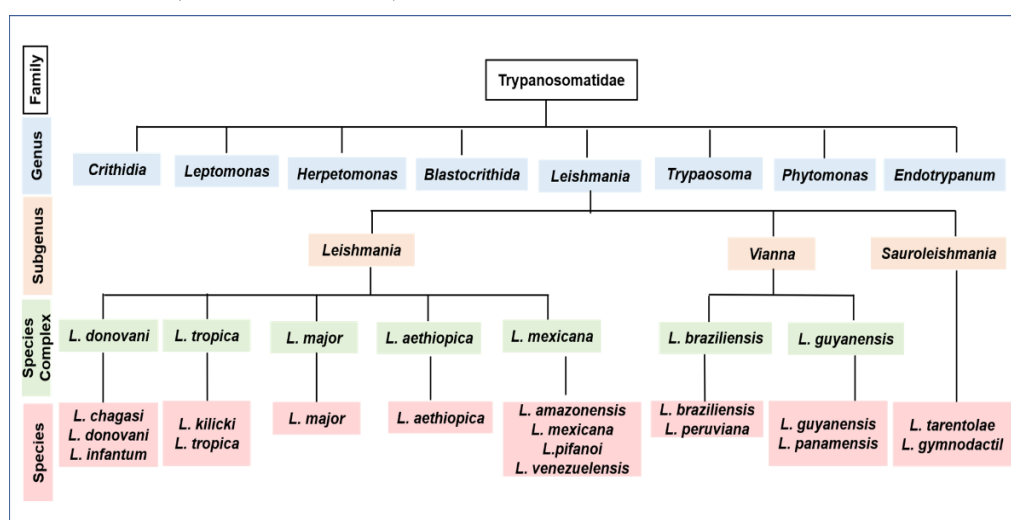 Family
Trypanosomatidae
Genus
Crithidia
Leptomonas
Herpetomonas
Blastocrithida
Leishmania
Trypaosoma
Phytomonas
Endotrypanum
Subgenus
Leishmania
Vianna
Sauroleishmania
Species
Complex
L. donovani
L. tropica
L. major
L. aethiopica
L. mexicana
L. braziliensis
L. guyanensis
Species
L. chagasi
L. donovani
L. infantum
L. kilicki
L. tropica
L. major
L. aethiopica
L. amazonensis
L. mexicana
L.pifanoi
L. venezuelensis
L. braziliensis
L. peruviana
L. guyanensis
L. panamensis
L. tarentolae
L. gymnodactil